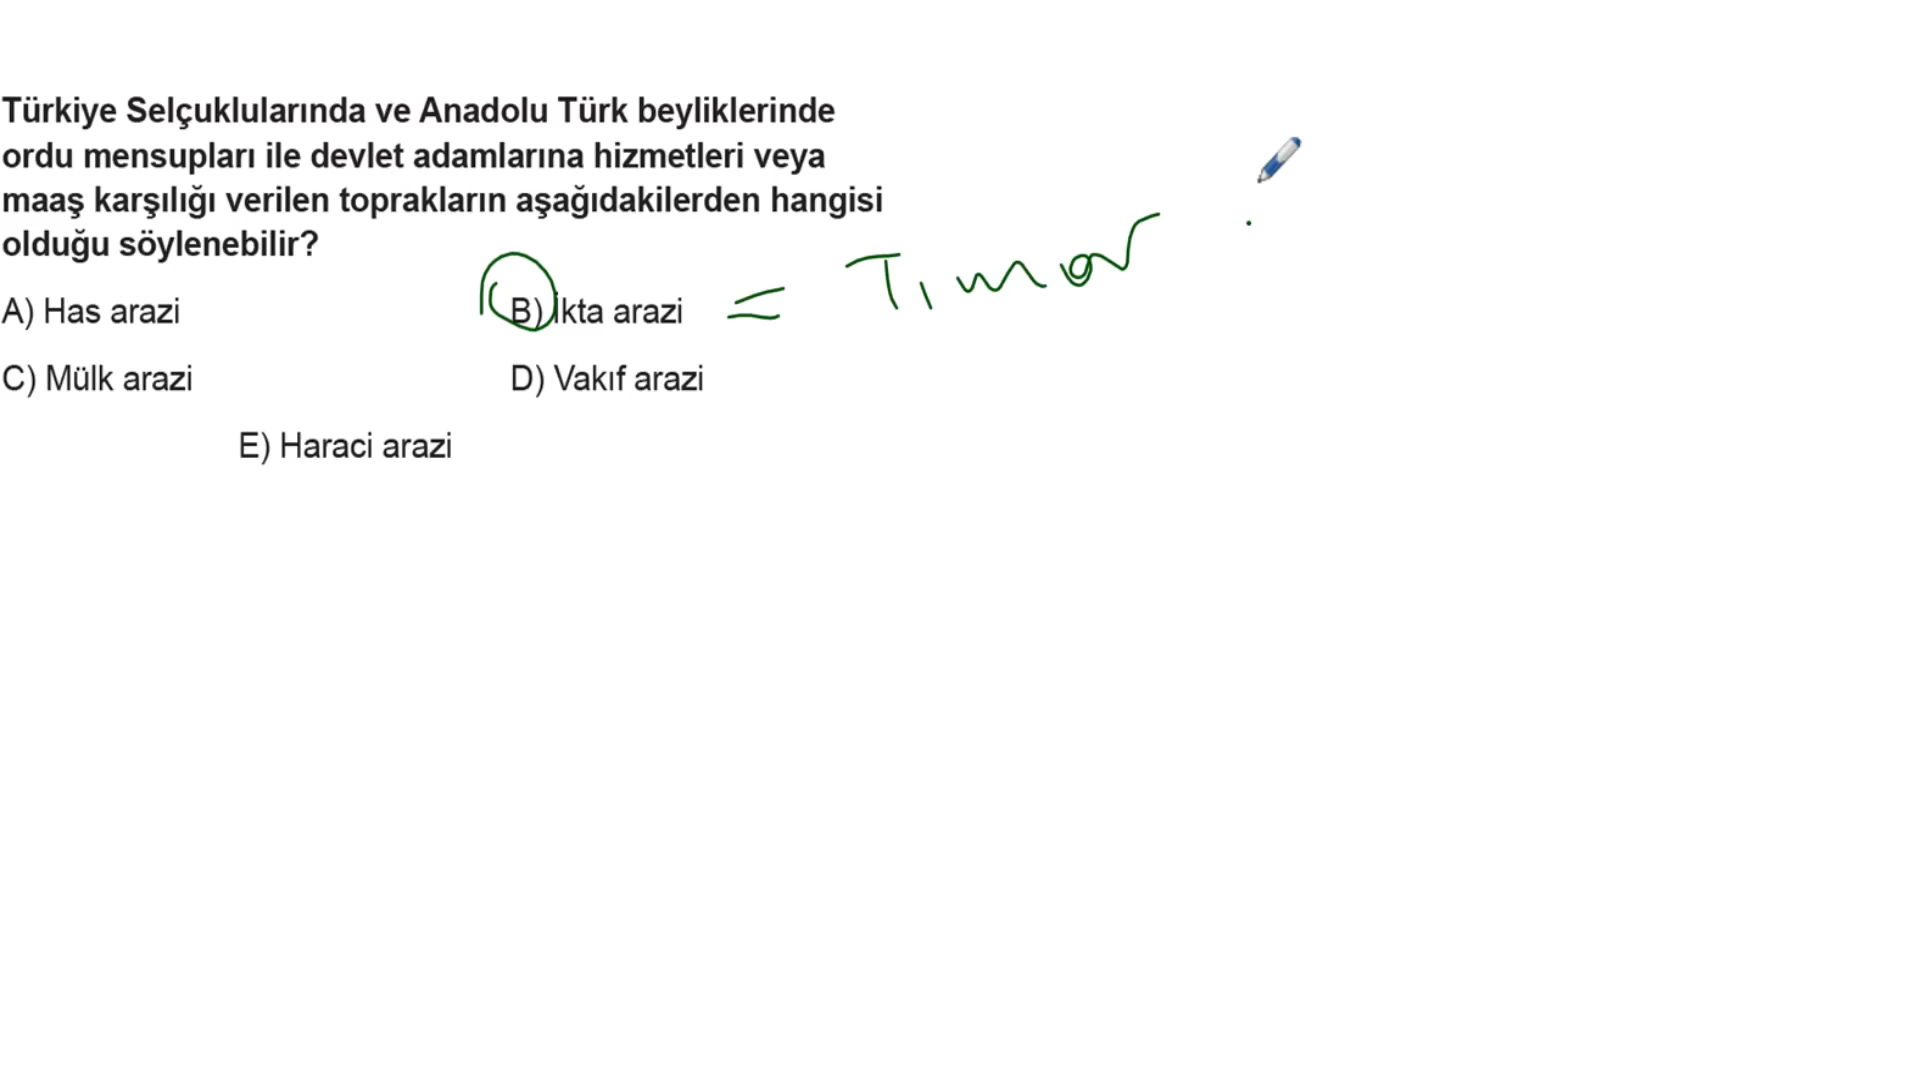 Türkiye Selçuklularında ve Anadolu Türk beyliklerinde
ordu mensupları ile devlet adamlarına hizmetleri veya
maaş karşılığı verilen toprakların aşağıdakilerden hangisi
olduğu söylenebilir?
A) Has arazi B) İkta arazi = Tımar
C) Mülk arazi D) Vakıf arazi
E) Haraci arazi